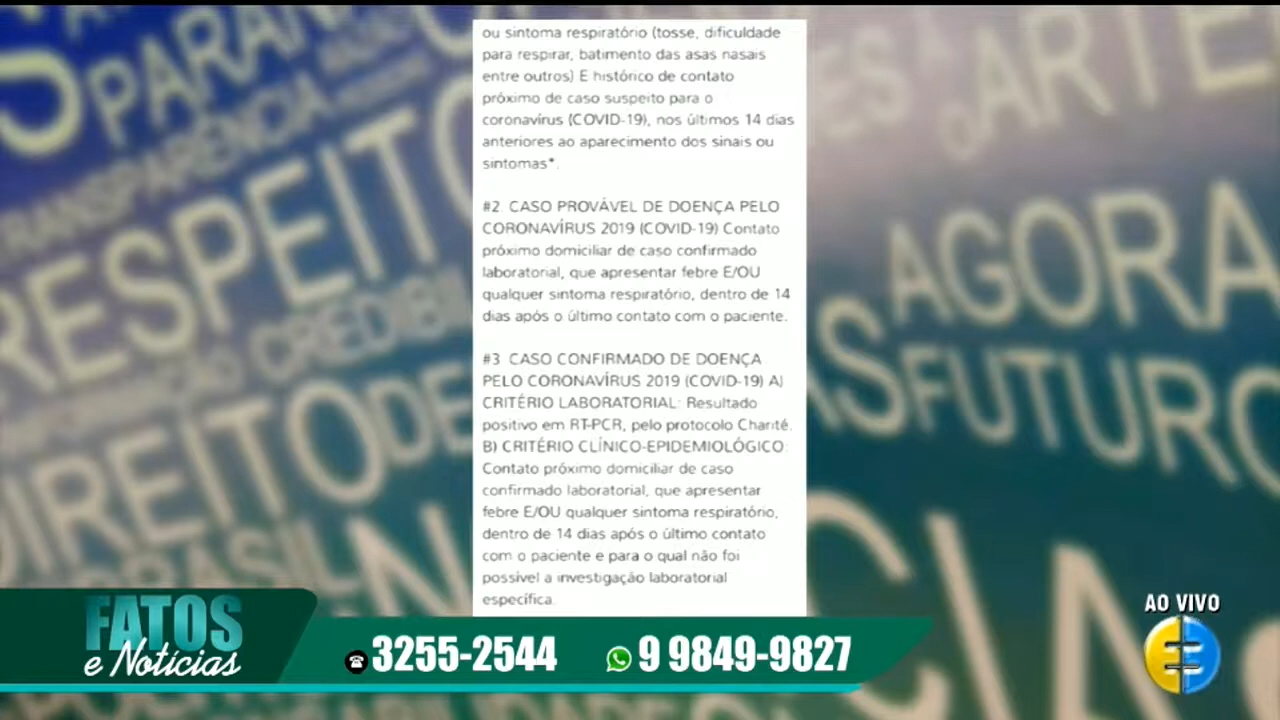 ou sintoma respiratório (tosse, dificuldade
para respirar, batimento das asas nasais
entre outros) E histórico de contato
próximo de caso suspeito para o
coronavírus (COVID-19), nos últimos 14 dias
anteriores ao aparecimento dos sinais ou
sintomas*.
#2 CASO PROVÁVEL DE DOENÇA PELO
CORONAVÍRUS 2019 (COVID-19) Contato
próximo domiciliar de caso confirmado
laboratorial, que apresentar febre E/OU
qualquer sintoma respiratório, dentro de 14
dias após o último contato com o paciente.
#3 CASO CONFIRMADO DE DOENÇA
PELO CORONAVÍRUS 2019 (COVID-19) A)
CRITÉRIO LABORATORIAL: Resultado
positivo em RT-PCR, pelo protocolo Charité.
B) CRITÉRIO CLÍNICO-EPIDEMIOLÓGICO:
Contato próximo domiciliar de caso
confirmado laboratorial, que apresentar
febre E/OU qualquer sintoma respiratório,
dentro de 14 dias após o último contato
com o paciente e para o qual não foi
possível a investigação laboratorial
específica.
TRANSPARÊNCIA
RESPEITO
CREDIBIL
DIREITO
DE
ARTE
AGORA
FUTURO
FATOS
e Notícias
3255-2544
9 9849-9827
AO VIVO